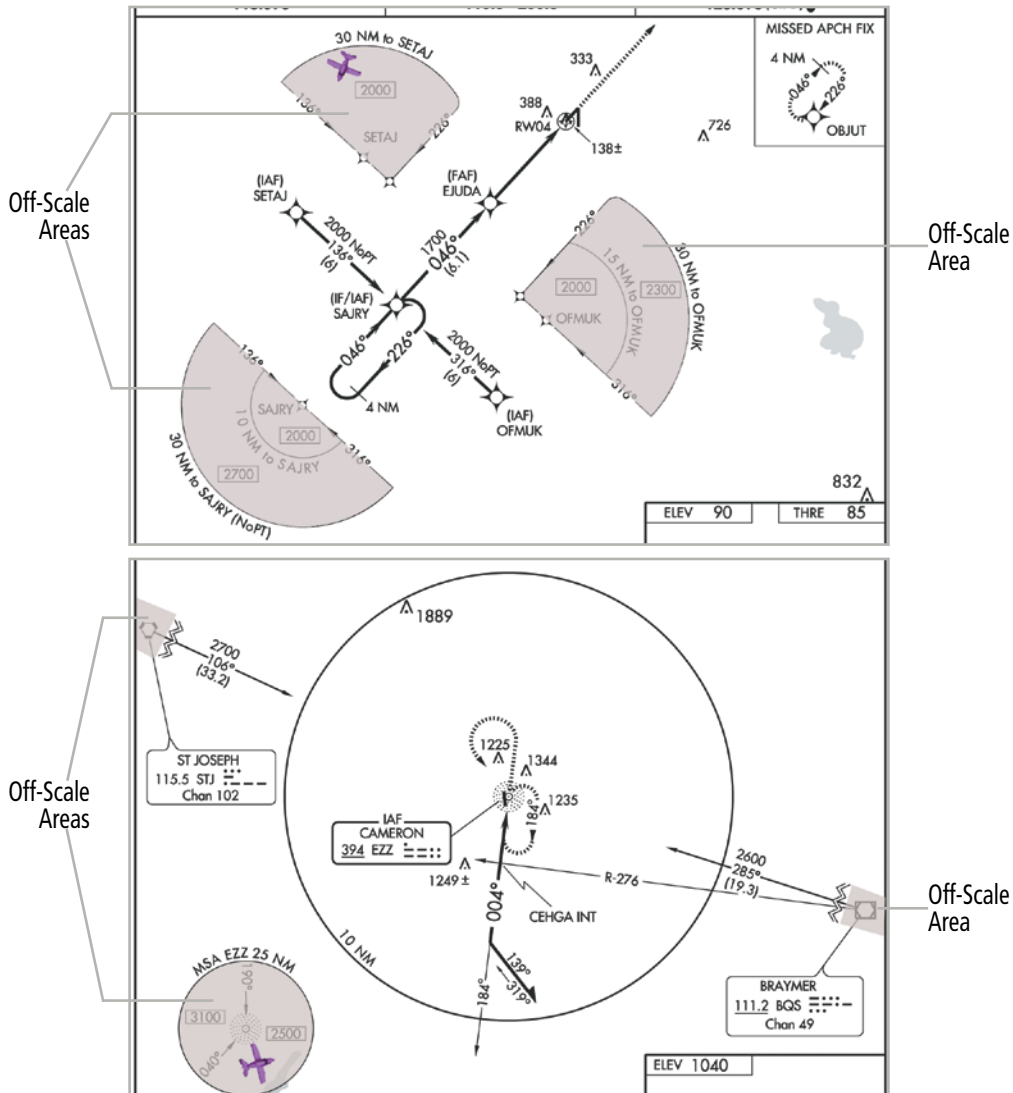 MISSED APCH FIX
4 NM
046°
226°
OBJUT
30 NM to SETAJ
2000
136°
226°
SETAJ
333
388
RW04
138±
726
Off-Scale
Areas
(IAF)
SETAJ
2000 NoPT
136°
(6)
(FAF)
EJUDA
1700
046°
(6.1)
(IF/IAF)
SAJRY
046°
226°
4 NM
2000 NoPT
316°
(6)
(IAF)
OFMUK
226°
2000
15 NM to OFMUK
2300
30 NM to OFMUK
OFMUK
316°
Off-Scale
Area
136°
SAJRY
2000
10 NM to SAJRY
316°
2700
30 NM to SAJRY (NoPT)
832
ELEV 90
THRE 85
1889
2700
106°
(33.2)
ST JOSEPH
115.5 STJ
Chan 102
Off-Scale
Areas
1225
1344
1235
184°
IAF
CAMERON
394 EZZ
1249 ±
R-276
2600
285°
(19.3)
004°
CEHGA INT
Off-Scale
Area
10 NM
139°
319°
184°
MSA EZZ 25 NM
190°
3100
2500
040°
BRAYMER
111.2 BQS
Chan 49
ELEV 1040